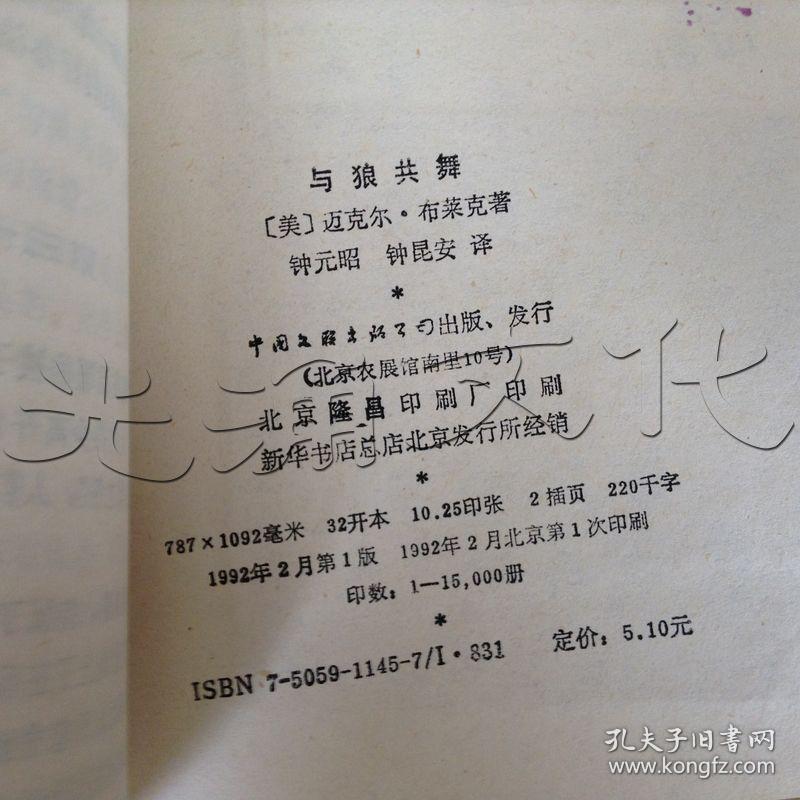 与狼共舞
〔美〕迈克尔·布莱克著
钟元昭 钟昆安 译
*
中国文联出版公司出版、发行
(北京农展馆南里10号)
北京隆昌印刷厂印刷
新华书店总店北京发行所经销
*
787×1092毫米 32开本 10.25印张 2插页 220千字
1992年2月第1版 1992年2月北京第1次印刷
印数:1—15,000册
*
ISBN 7-5059-1145-7/I·831 定价:5.10元
孔夫子旧书网
www.kongfz.com